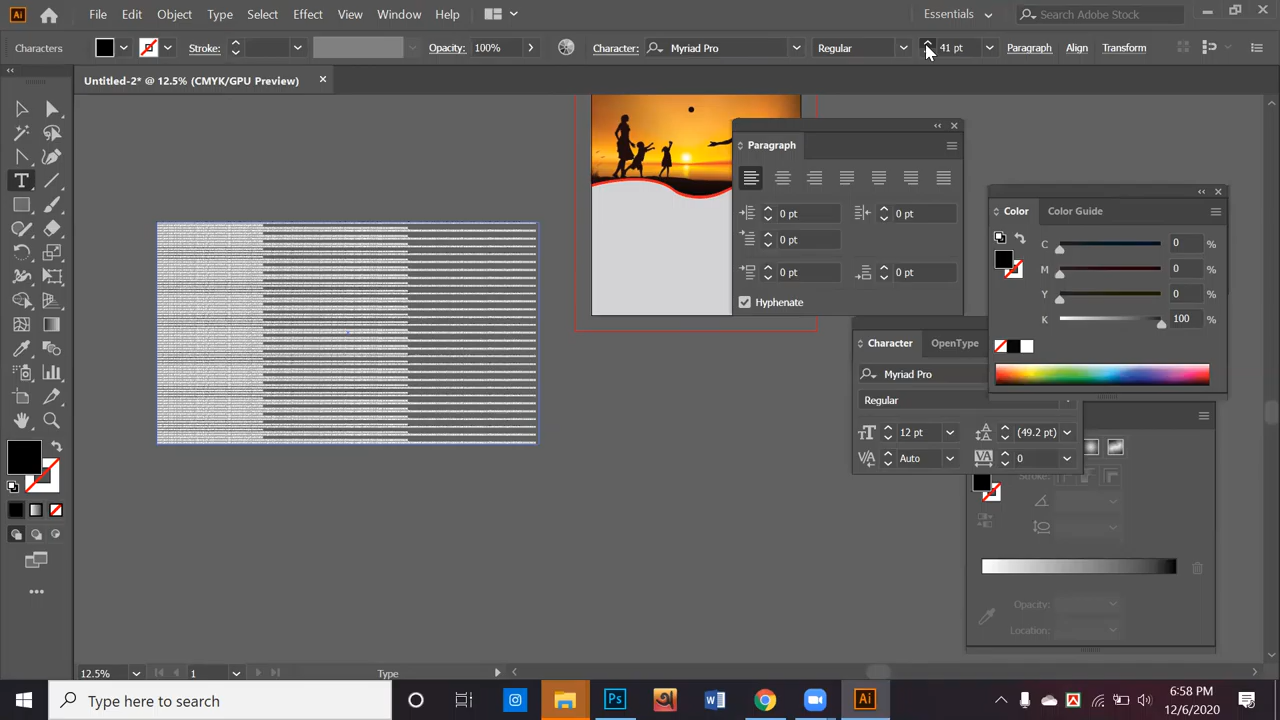 Ai File Edit Object Type Select Effect View Window Help Essentials Search Adobe Stock
Characters Stroke: Opacity: 100% Character: Myriad Pro Regular 41 pt Paragraph Align Transform
Untitled-2* @ 12.5% (CMYK/GPU Preview)
Paragraph
0 pt 0 pt
0 pt
0 pt 0 pt
Hyphenate
Color Color Guide
C 0 %
M 0 %
Y 0 %
K 100 %
Character OpenType
Myriad Pro
Regular
12 pt (49.2 pt)
Auto 0
Stroke:
Opacity:
Location:
12.5% 1 Type
Type here to search
Ps
Ai
6:58 PM
12/6/2020